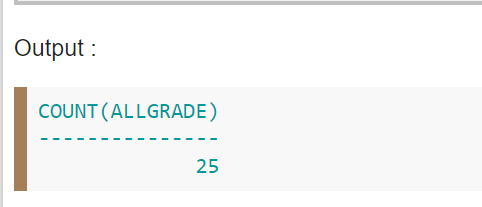 Output :
COUNT(ALLGRADE)
---------------
25